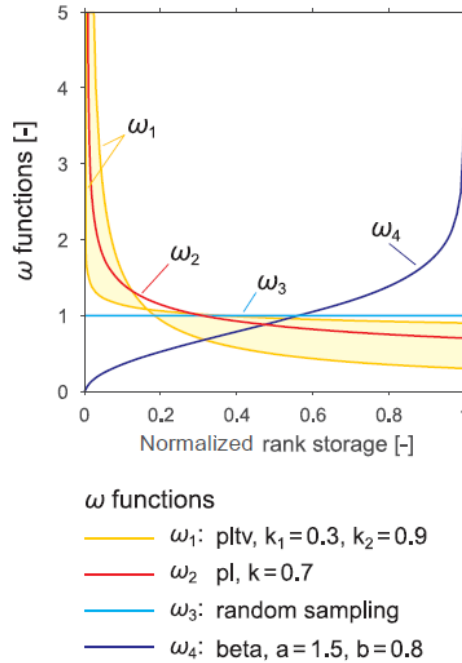 5
4
3
2
1
0
ω functions [-]
ω₁
ω₂
ω₃
ω₄
0 0.2 0.4 0.6 0.8 1
Normalized rank storage [-]
ω functions
ω₁: pltv, k₁=0.3, k₂=0.9
ω₂ pl, k=0.7
ω₃: random sampling
ω₄: beta, a=1.5, b=0.8